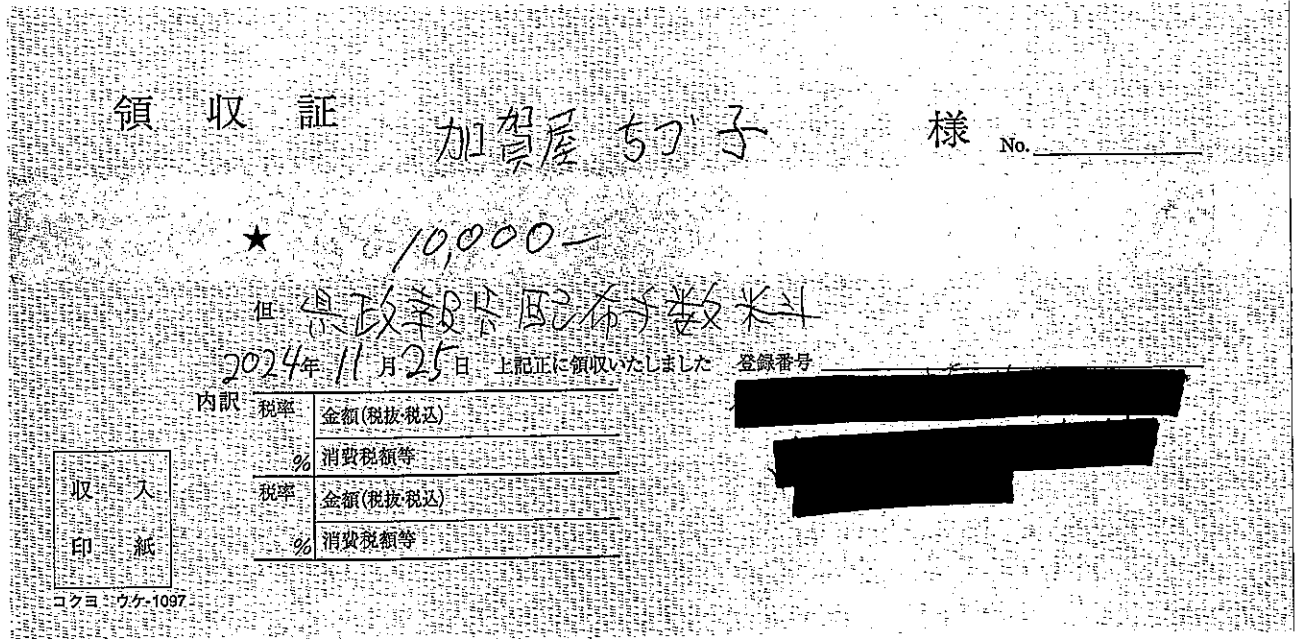 領収証 加賀屋 ちづ子 様 No.
★ 10,000―
但 県政報告配布手数料
2024年 11月25日 上記正に領収いたしました 登録番号
内訳 税率 金額(税抜・税込)
% 消費税額等
税率 金額(税抜・税込)
% 消費税額等
収入
印紙
コクヨ ウケ-1097